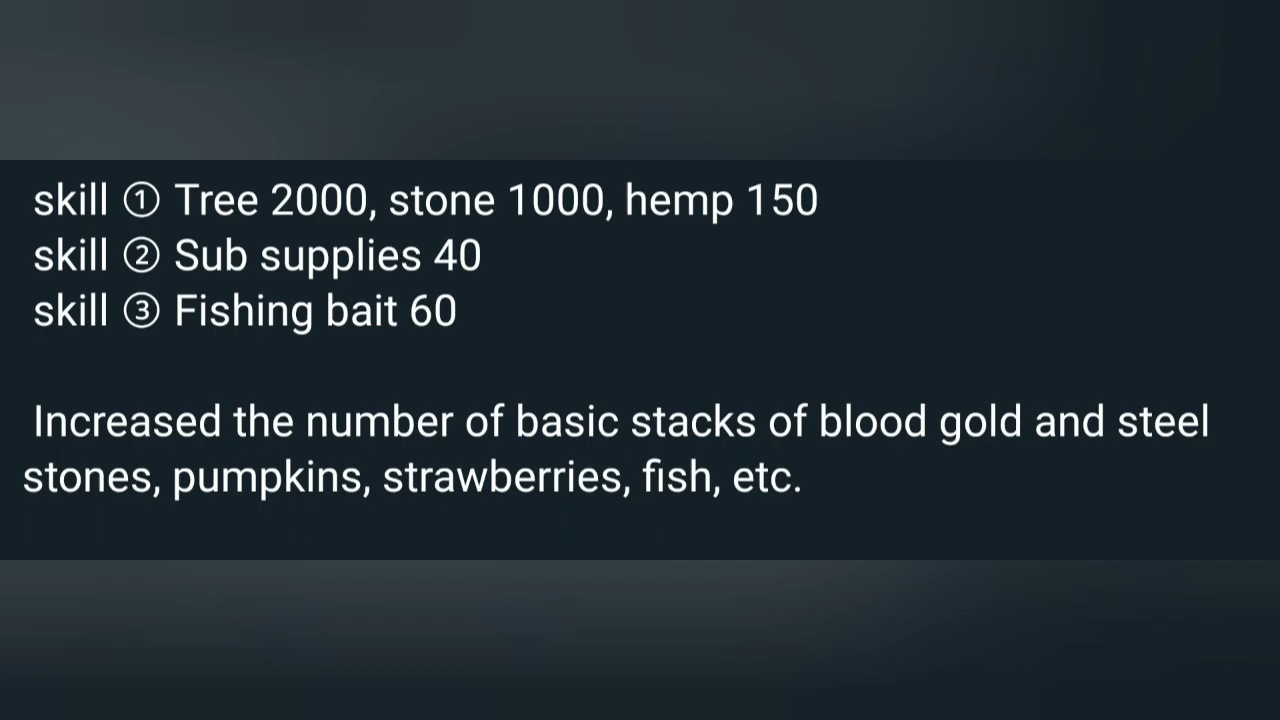 skill ① Tree 2000, stone 1000, hemp 150
skill ② Sub supplies 40
skill ③ Fishing bait 60
Increased the number of basic stacks of blood gold and steel
stones, pumpkins, strawberries, fish, etc.